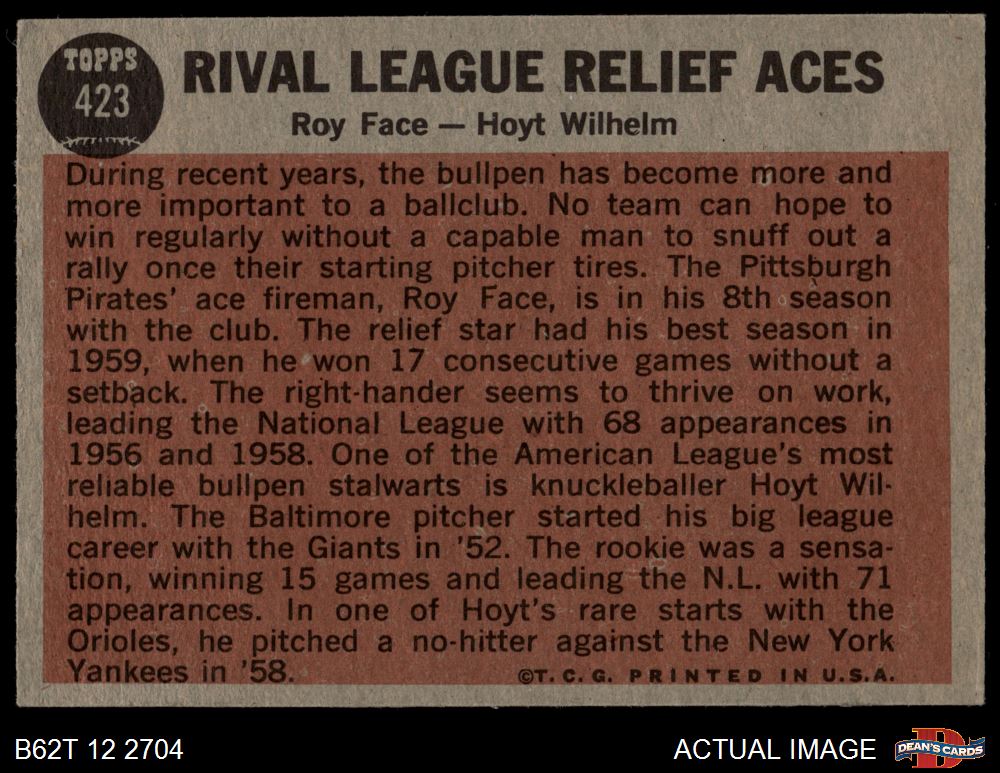 TOPPS
423
RIVAL LEAGUE RELIEF ACES
Roy Face — Hoyt Wilhelm
During recent years, the bullpen has become more and
more important to a ballclub. No team can hope to
win regularly without a capable man to snuff out a
rally once their starting pitcher tires. The Pittsburgh
Pirates' ace fireman, Roy Face, is in his 8th season
with the club. The relief star had his best season in
1959, when he won 17 consecutive games without a
setback. The right-hander seems to thrive on work,
leading the National League with 68 appearances in
1956 and 1958. One of the American League's most
reliable bullpen stalwarts is knuckleballer Hoyt Wil-
helm. The Baltimore pitcher started his big league
career with the Giants in '52. The rookie was a sensa-
tion, winning 15 games and leading the N.L. with 71
appearances. In one of Hoyt's rare starts with the
Orioles, he pitched a no-hitter against the New York
Yankees in '58.
©T. C. G. PRINTED IN U.S.A.
B62T 12 2704
ACTUAL IMAGE
D
DEAN'S CARDS